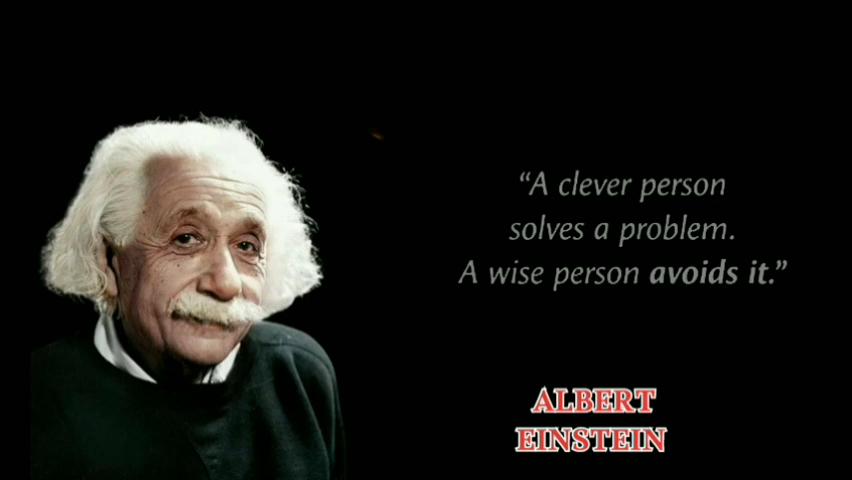 “A clever person
solves a problem.
A wise person avoids it.”
ALBERT
EINSTEIN